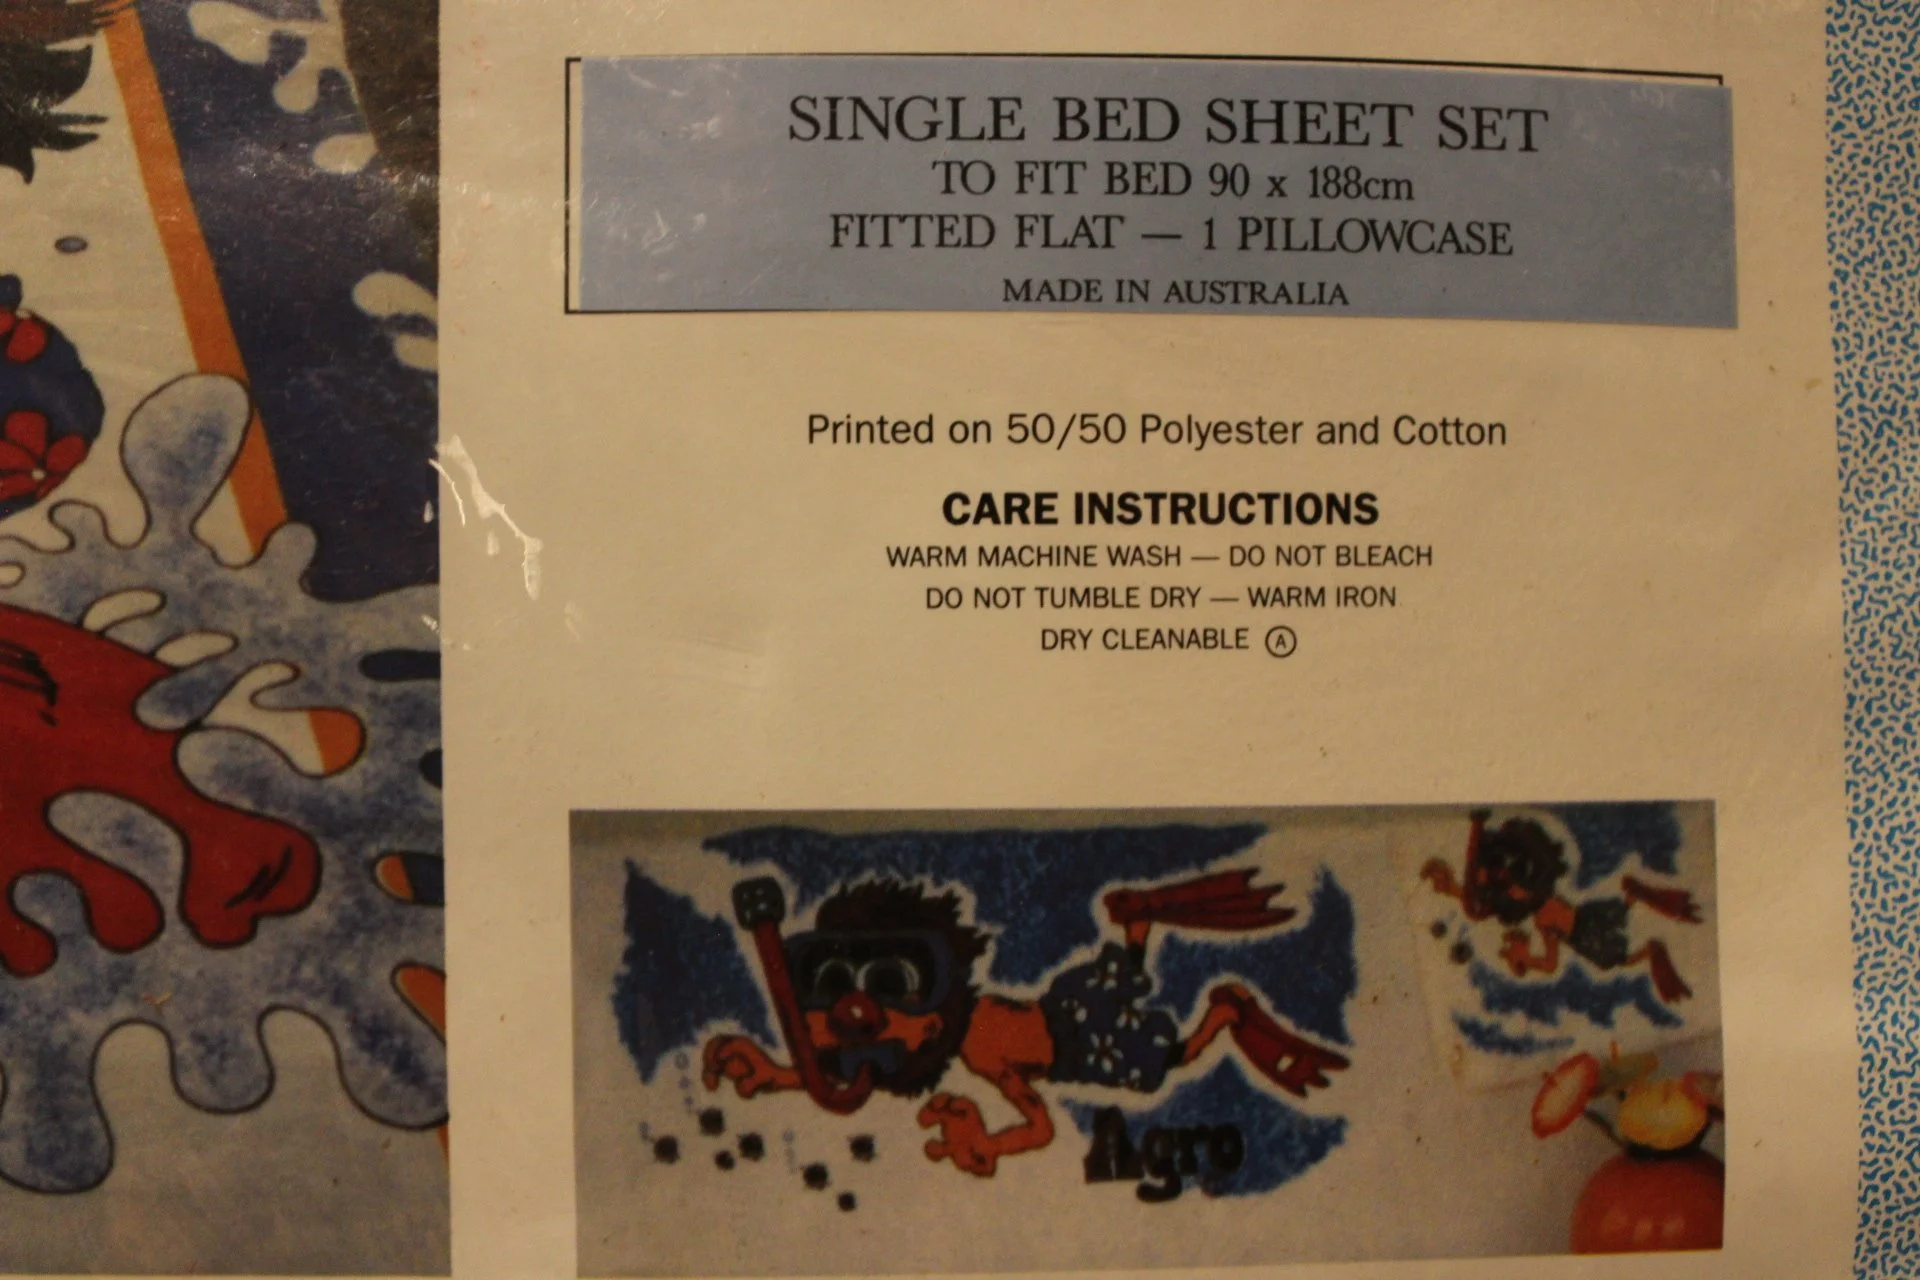 SINGLE BED SHEET SET
TO FIT BED 90 x 188cm
FITTED FLAT — 1 PILLOWCASE
MADE IN AUSTRALIA
Printed on 50/50 Polyester and Cotton
CARE INSTRUCTIONS
WARM MACHINE WASH — DO NOT BLEACH
DO NOT TUMBLE DRY — WARM IRON
DRY CLEANABLE Ⓐ
Agro